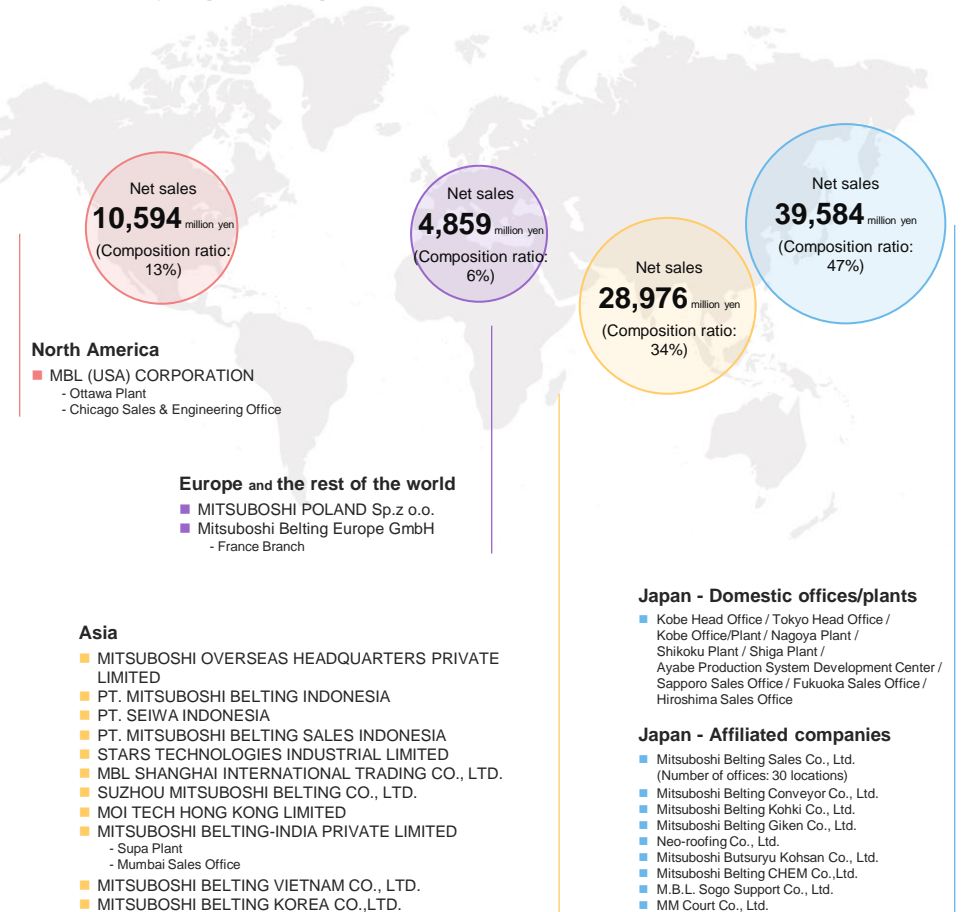 Net sales
10,594 million yen
(Composition ratio:
13%)
Net sales
4,859 million yen
(Composition ratio:
6%)
Net sales
28,976 million yen
(Composition ratio:
34%)
Net sales
39,584 million yen
(Composition ratio:
47%)
North America
MBL (USA) CORPORATION
- Ottawa Plant
- Chicago Sales & Engineering Office
Europe and the rest of the world
MITSUBOSHI POLAND Sp.z o.o.
Mitsuboshi Belting Europe GmbH
- France Branch
Asia
MITSUBOSHI OVERSEAS HEADQUARTERS PRIVATE
LIMITED
PT. MITSUBOSHI BELTING INDONESIA
PT. SEIWA INDONESIA
PT. MITSUBOSHI BELTING SALES INDONESIA
STARS TECHNOLOGIES INDUSTRIAL LIMITED
MBL SHANGHAI INTERNATIONAL TRADING CO., LTD.
SUZHOU MITSUBOSHI BELTING CO., LTD.
MOI TECH HONG KONG LIMITED
MITSUBOSHI BELTING-INDIA PRIVATE LIMITED
- Supa Plant
- Mumbai Sales Office
MITSUBOSHI BELTING VIETNAM CO., LTD.
MITSUBOSHI BELTING KOREA CO.,LTD.
Japan - Domestic offices/plants
Kobe Head Office / Tokyo Head Office /
Kobe Office/Plant / Nagoya Plant /
Shikoku Plant / Shiga Plant /
Ayabe Production System Development Center /
Sapporo Sales Office / Fukuoka Sales Office /
Hiroshima Sales Office
Japan - Affiliated companies
Mitsuboshi Belting Sales Co., Ltd.
(Number of offices: 30 locations)
Mitsuboshi Belting Conveyor Co., Ltd.
Mitsuboshi Belting Kohki Co., Ltd.
Mitsuboshi Belting Giken Co., Ltd.
Neo-roofing Co., Ltd.
Mitsuboshi Butsuryu Kohsan Co., Ltd.
Mitsuboshi Belting CHEM Co.,Ltd.
M.B.L. Sogo Support Co., Ltd.
MM Court Co., Ltd.